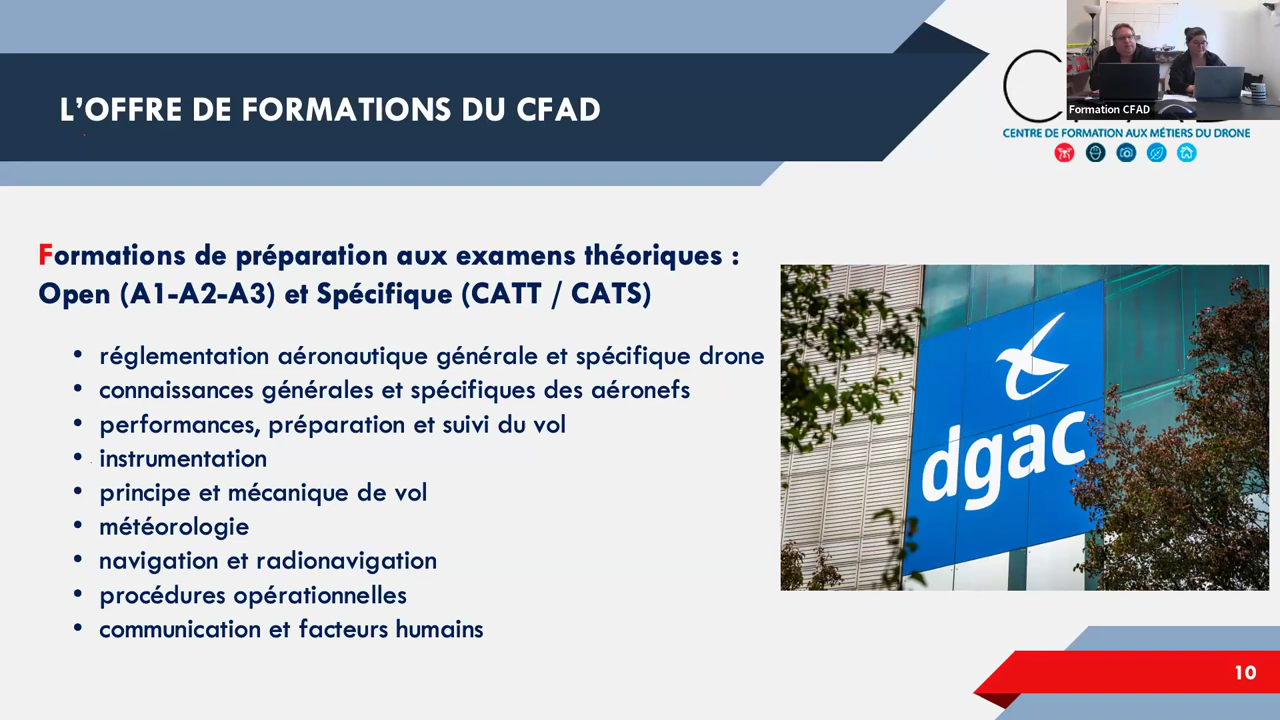 L'OFFRE DE FORMATIONS DU CFAD
Formation CFAD
CENTRE DE FORMATION AUX MÉTIERS DU DRONE
Formations de préparation aux examens théoriques :
Open (A1-A2-A3) et Spécifique (CATT / CATS)
• réglementation aéronautique générale et spécifique drone
• connaissances générales et spécifiques des aéronefs
• performances, préparation et suivi du vol
• instrumentation
• principe et mécanique de vol
• météorologie
• navigation et radionavigation
• procédures opérationnelles
• communication et facteurs humains
dgac
10